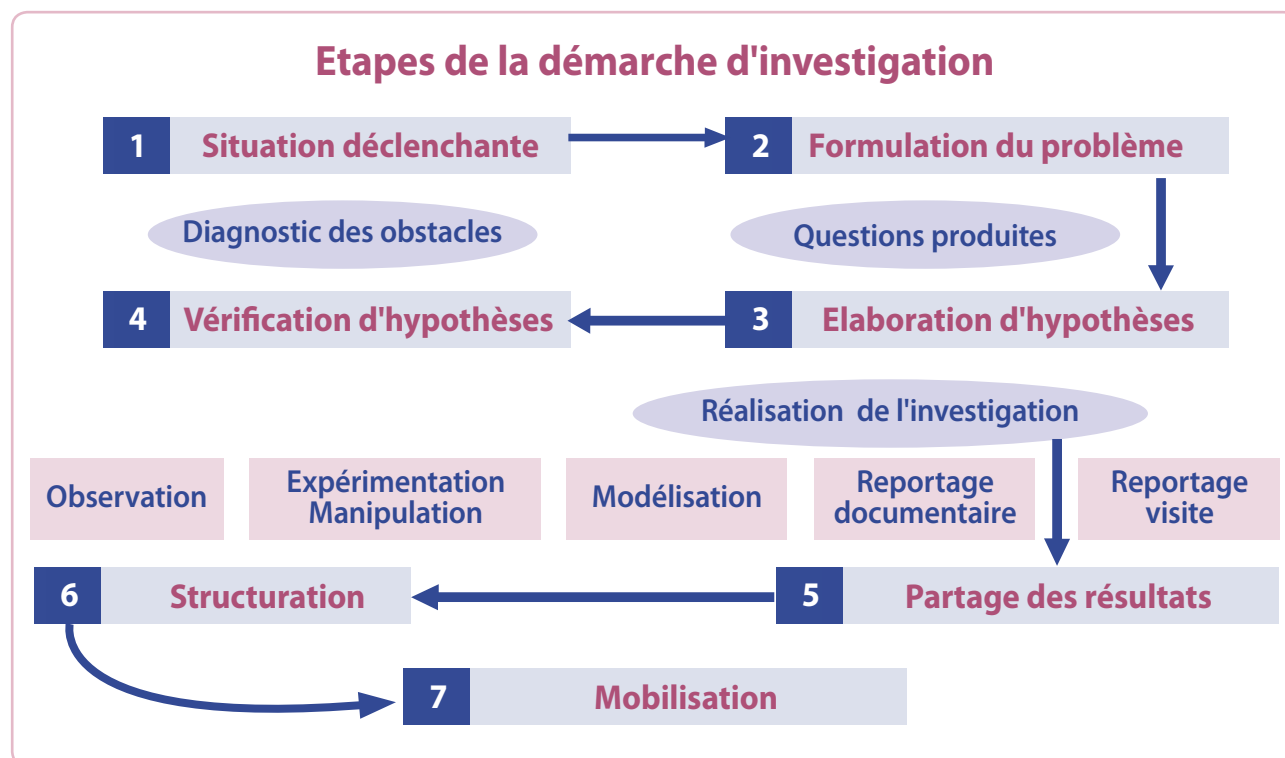 Etapes de la démarche d'investigation
1 Situation déclenchante
2 Formulation du problème
Diagnostic des obstacles
Questions produites
4 Vérification d'hypothèses
3 Elaboration d'hypothèses
Réalisation de l'investigation
Observation
Expérimentation
Manipulation
Modélisation
Reportage
documentaire
Reportage
visite
6 Structuration
5 Partage des résultats
7 Mobilisation